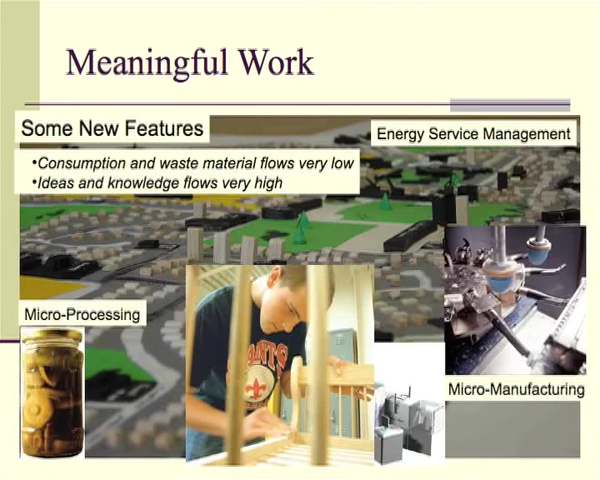 Meaningful Work
Some New Features
Energy Service Management
•Consumption and waste material flows very low
•Ideas and knowledge flows very high
Micro-Processing
Micro-Manufacturing